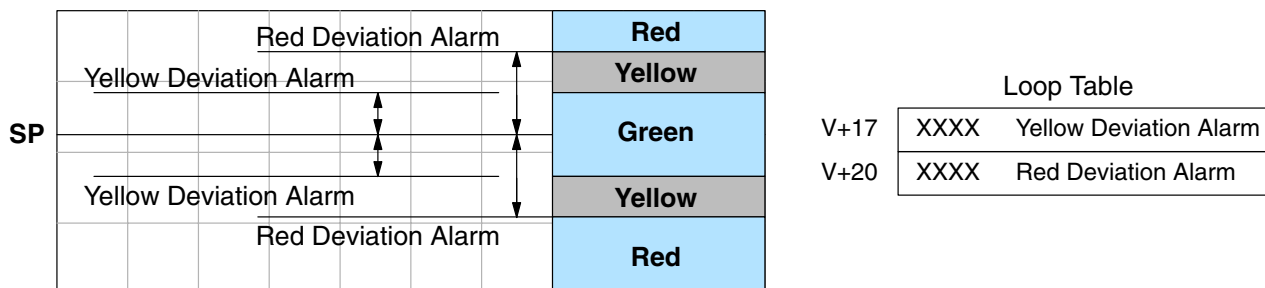 Red Deviation Alarm
Red
Yellow Deviation Alarm
Yellow
SP
Green
Yellow Deviation Alarm
Yellow
Red Deviation Alarm
Red
Loop Table
V+17 XXXX Yellow Deviation Alarm
V+20 XXXX Red Deviation Alarm